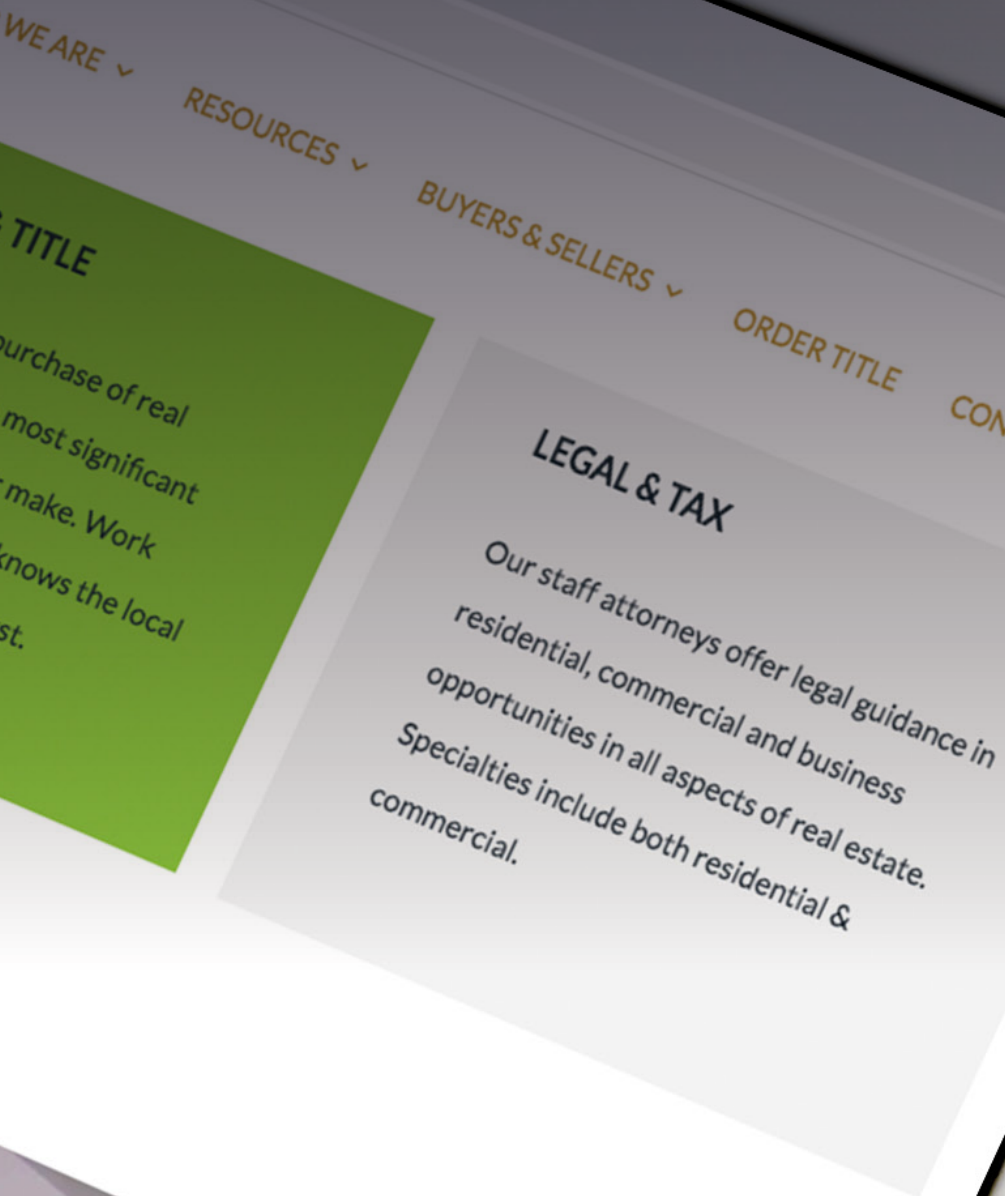 WE ARE
RESOURCES
BUYERS & SELLERS
ORDER TITLE
TITLE
purchase of real
most significant
make. Work
knows the local
LEGAL & TAX
Our staff attorneys offer legal guidance in
residential, commercial and business
opportunities in all aspects of real estate.
Specialties include both residential &
commercial.